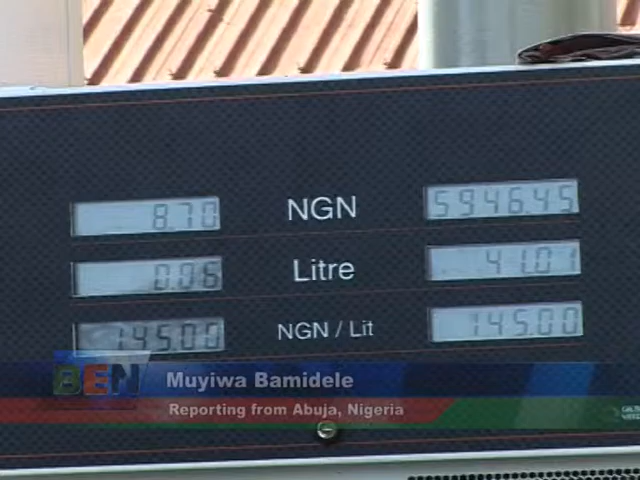 8.70 NGN 5946.45
0.06 Litre 41.01
145.00 NGN / Lit 145.00
BEN Muyiwa Bamidele
Reporting from Abuja, Nigeria